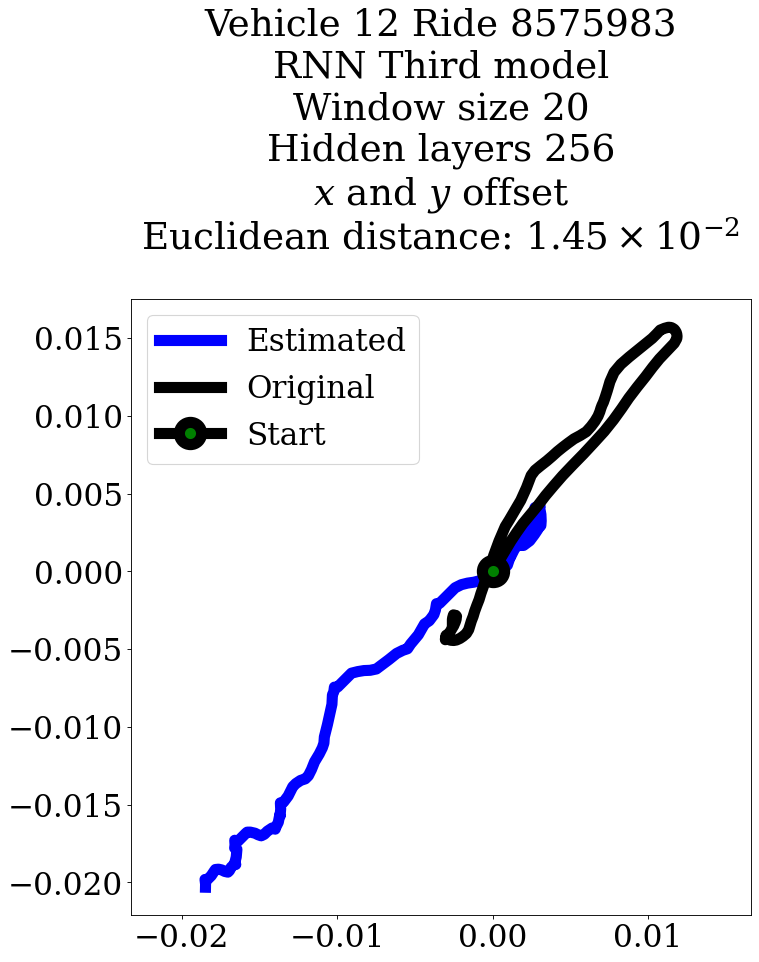 Vehicle 12 Ride 8575983
RNN Third model
Window size 20
Hidden layers 256
x and y offset
Euclidean distance: 1.45 × 10⁻²
Estimated
Original
Start
0.015
0.010
0.005
0.000
−0.005
−0.010
−0.015
−0.020
−0.02 −0.01 0.00 0.01